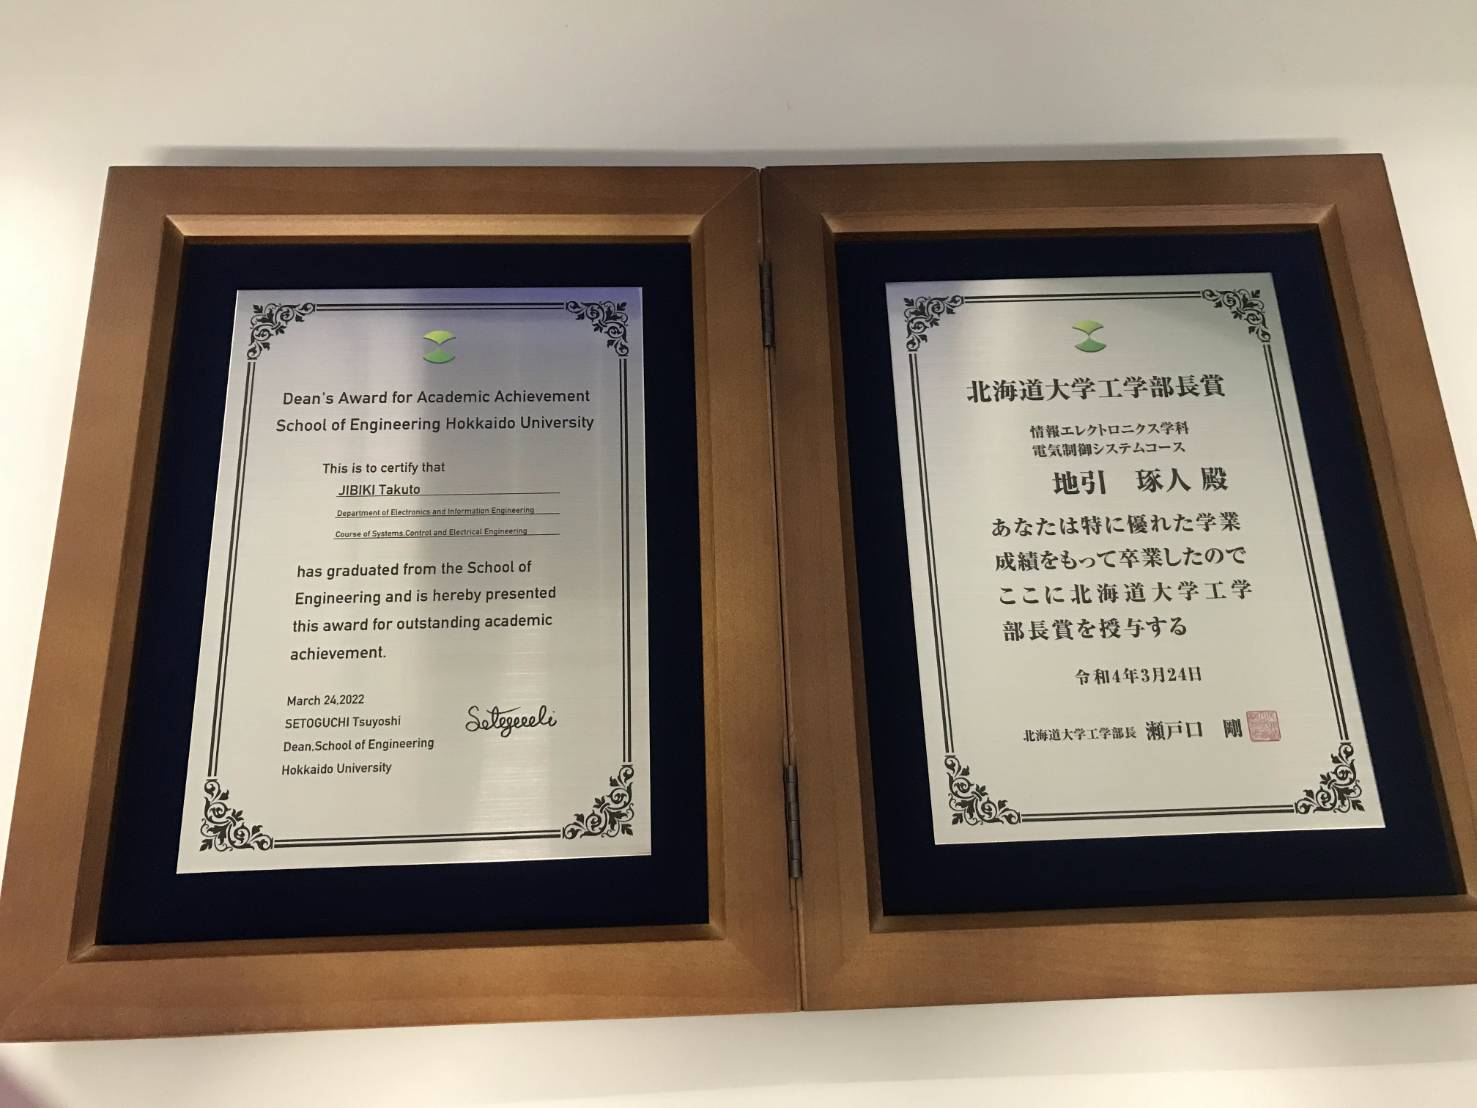 Dean's Award for Academic Achievement
School of Engineering Hokkaido University
This is to certify that
JIBIKI Takuto
Department of Electronics and Information Engineering
Course of Systems Control and Electrical Engineering
has graduated from the School of
Engineering and is hereby presented
this award for outstanding academic
achievement.
March 24,2022
SETOGUCHI Tsuyoshi
Dean,School of Engineering
Hokkaido University
北海道大学工学部長賞
情報エレクトロニクス学科
電気制御システムコース
地引 琢人 殿
あなたは特に優れた学業
成績をもって卒業したので
ここに北海道大学工学
部長賞を授与する
令和4年3月24日
北海道大学工学部長 瀬戸口 剛